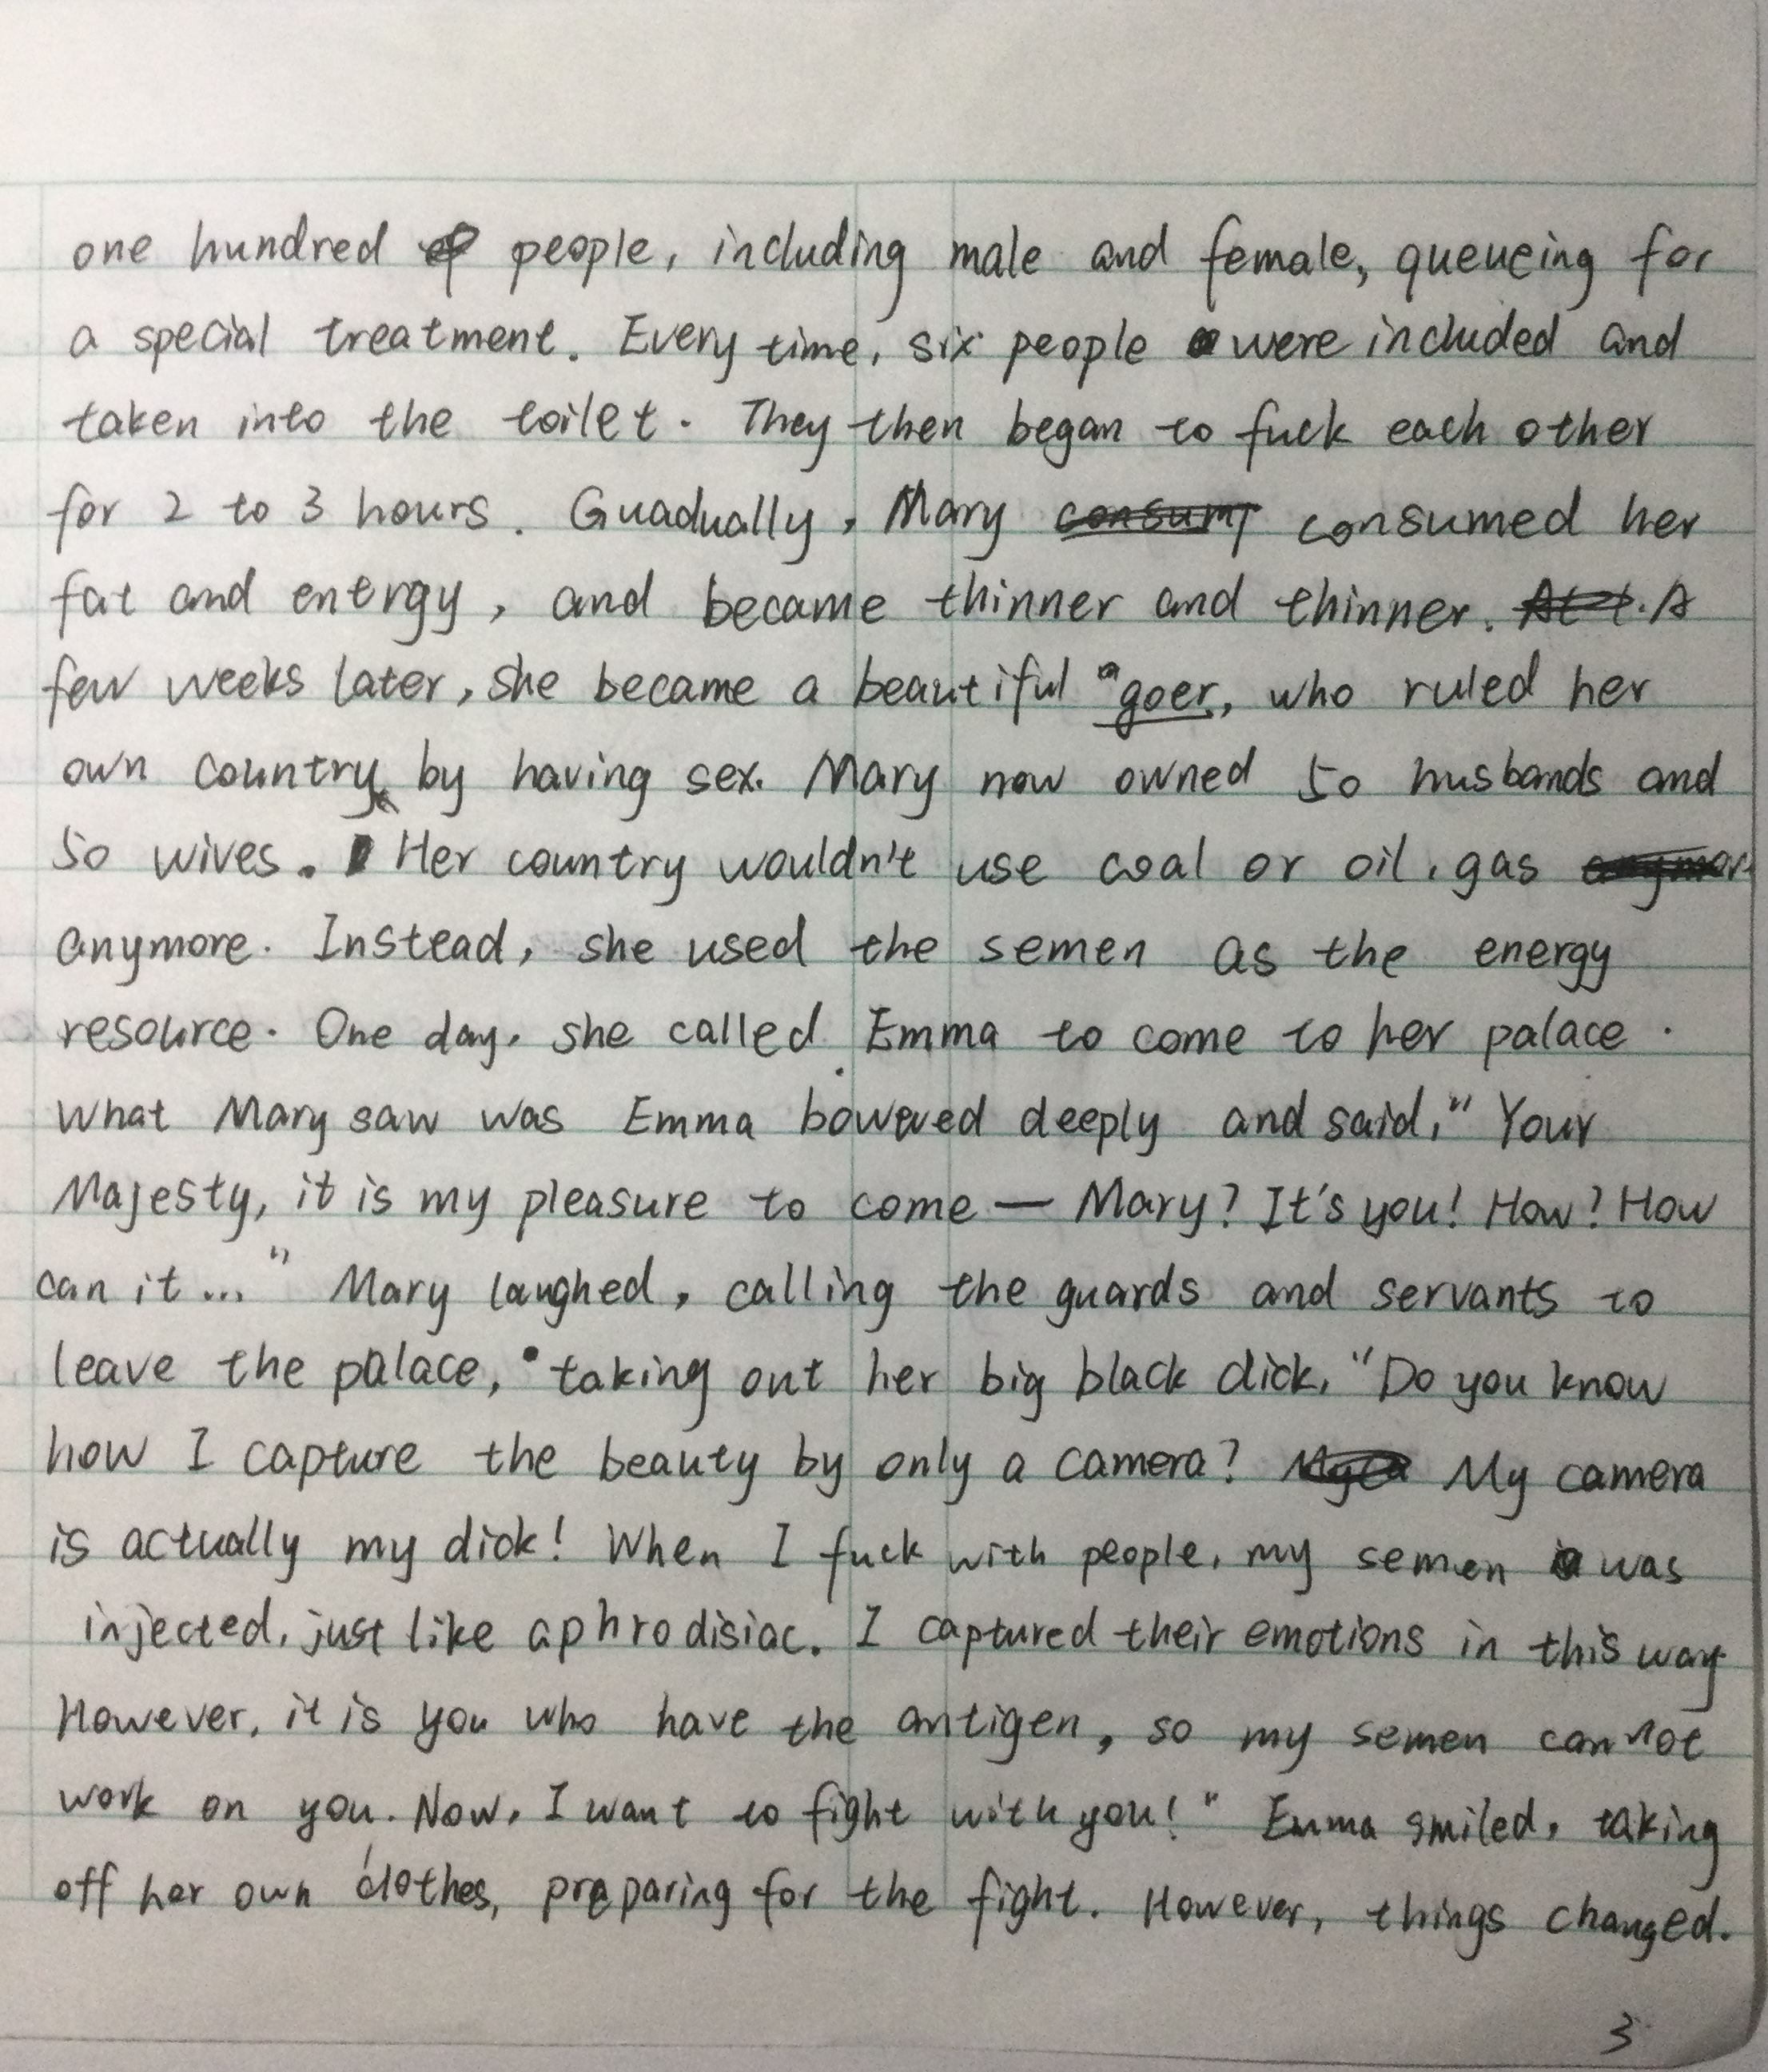 one hundred people, including male and female, queueing for
a special treatment. Every time, six people were included and
taken into the toilet. They then began to fuck each other
for 2 to 3 hours. Guadually, Mary consumed her
fat and energy, and became thinner and thinner. A
few weeks later, she became a beautiful "goer, who ruled her
own country by having sex. Mary now owned 50 husbands and
50 wives. Her country wouldn't use coal or oil, gas
anymore. Instead, she used the semen as the energy
resource. One day, she called Emma to come to her palace.
What Mary saw was Emma bowered deeply and said, "Your
Majesty, it is my pleasure to come — Mary? It's you! How? How
can it..." Mary laughed, calling the guards and servants to
leave the palace, taking out her big black dick, "Do you know
how I capture the beauty by only a camera? My camera
is actually my dick! When I fuck with people, my semen was
injected, just like aphrodisiac. I captured their emotions in this way
However, it is you who have the antigen, so my semen cannot
work on you. Now, I want to fight with you!" Emma smiled, taking
off her own clothes, preparing for the fight. However, things changed.
3